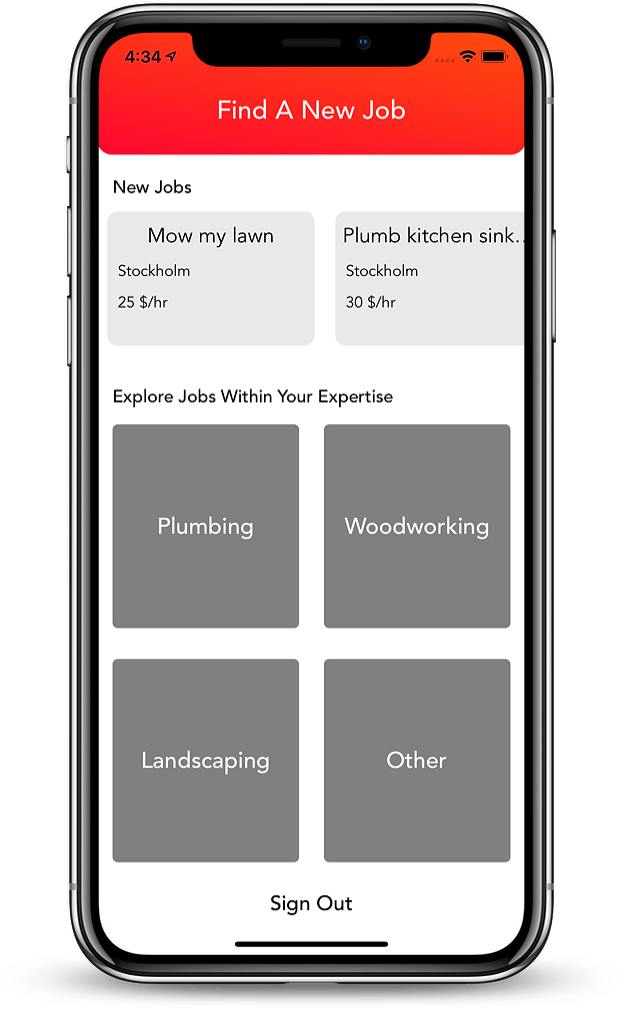 4:34
Find A New Job
New Jobs
Mow my lawn
Stockholm
25 $/hr
Plumb kitchen sink..
Stockholm
30 $/hr
Explore Jobs Within Your Expertise
Plumbing
Woodworking
Landscaping
Other
Sign Out